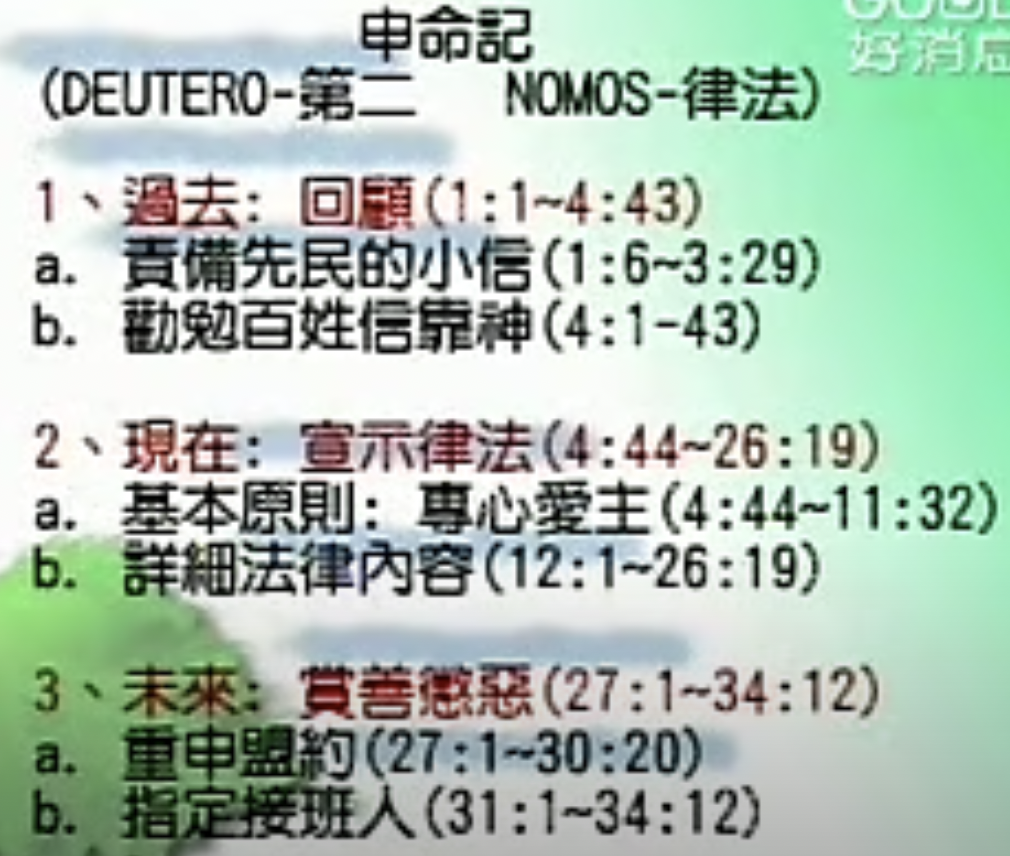 GOOD
好消息
申命記
(DEUTERO-第二 NOMOS-律法)
1、過去: 回顧(1:1~4:43)
a. 責備先民的小信(1:6~3:29)
b. 勸勉百姓信靠神(4:1-43)
2、現在: 宣示律法(4:44~26:19)
a. 基本原則: 專心愛主(4:44~11:32)
b. 詳細法律內容(12:1~26:19)
3、未來: 賞善懲惡(27:1~34:12)
a. 重申盟約(27:1~30:20)
b. 指定接班人(31:1~34:12)